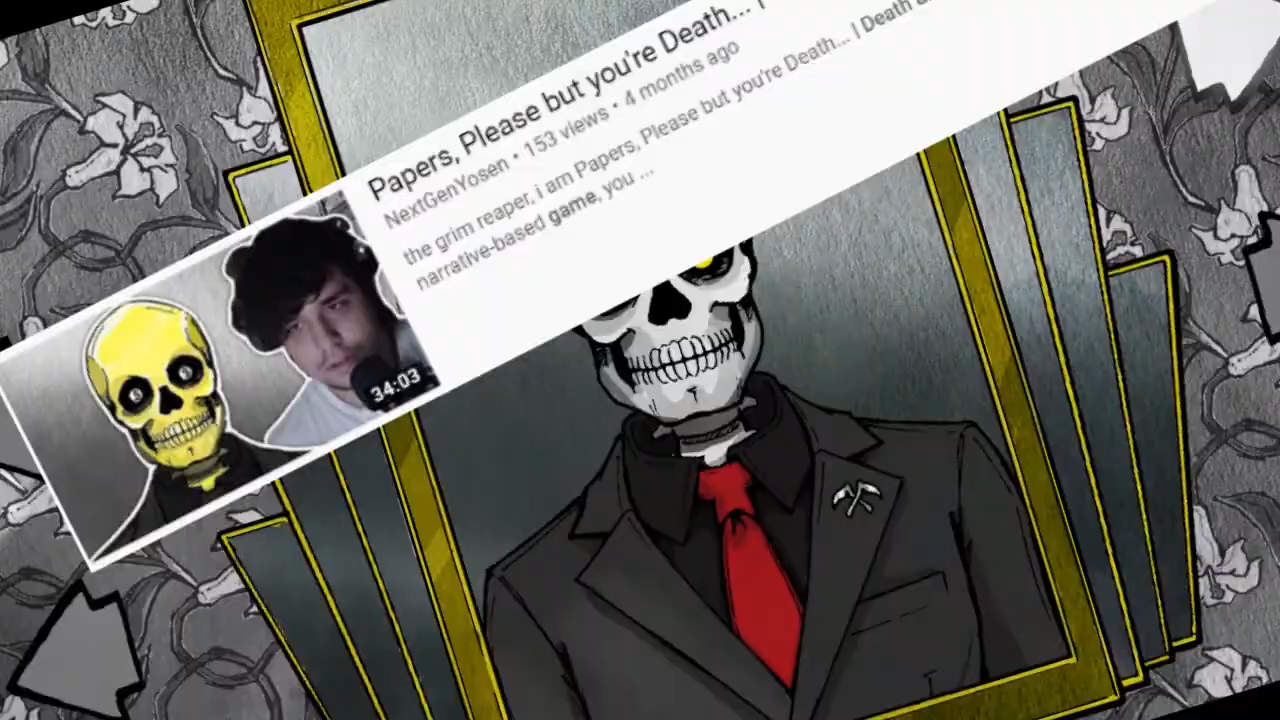 Papers, Please but you're Death... |
NextGenYosen • 153 views • 4 months ago
the grim reaper, i am Papers, Please but you're Death... | Death
narrative-based game, you ...
34:03